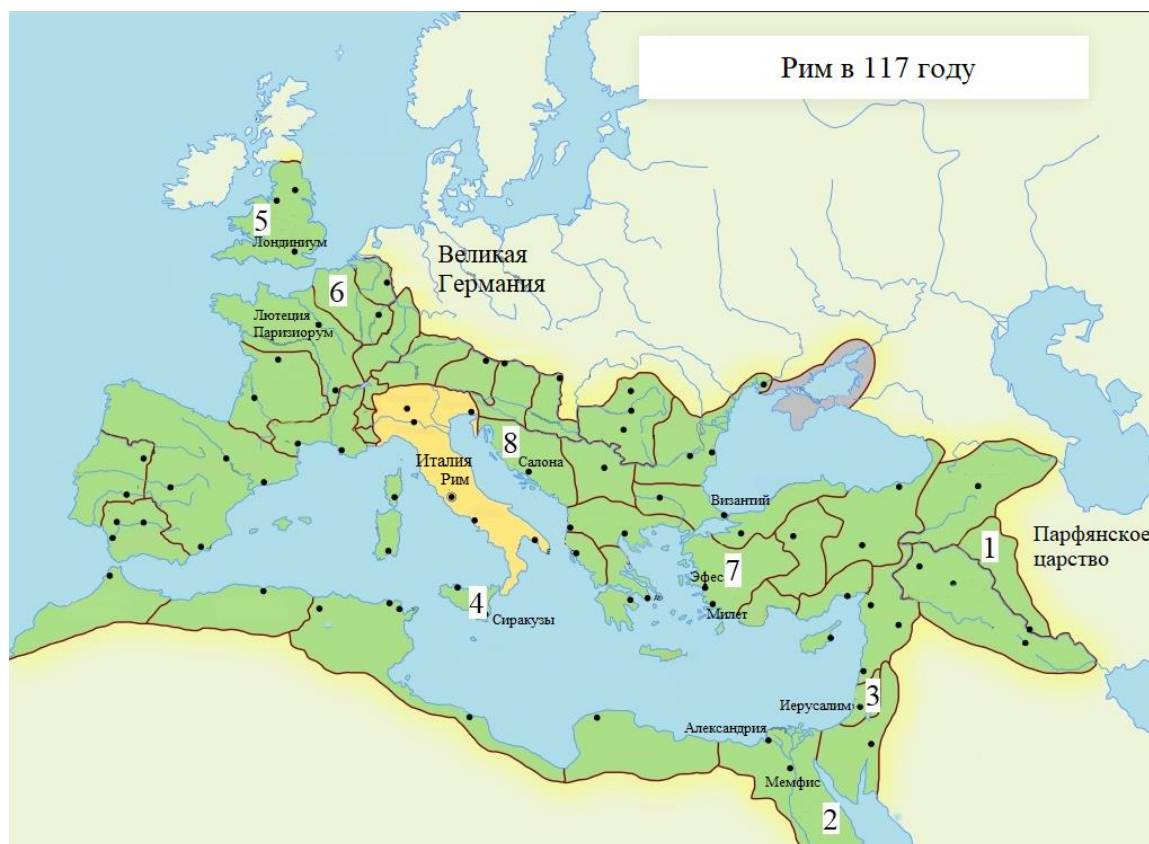 Рим в 117 году
5
Лондиниум
Великая
Германия
6
Лютеция
Паризиорум
8
Салона
Италия
Рим
Византий
Парфянское
царство
1
7
Эфес
Милет
4
Сиракузы
3
Иерусалим
Александрия
Мемфис
2